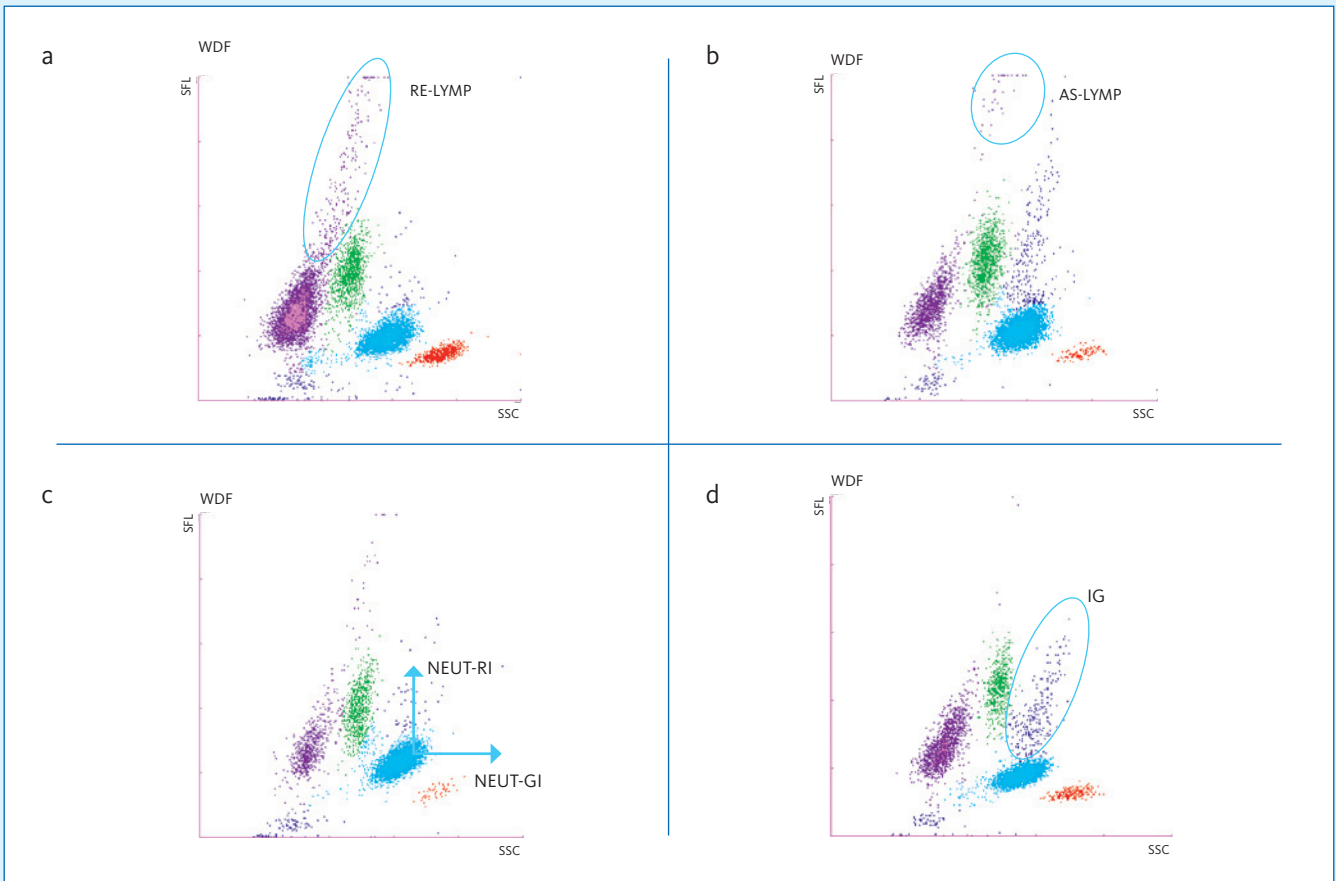 a
WDF
SFL
RE-LYMP
SSC
b
WDF
SFL
AS-LYMP
SSC
c
WDF
SFL
NEUT-RI
NEUT-GI
SSC
d
WDF
SFL
IG
SSC